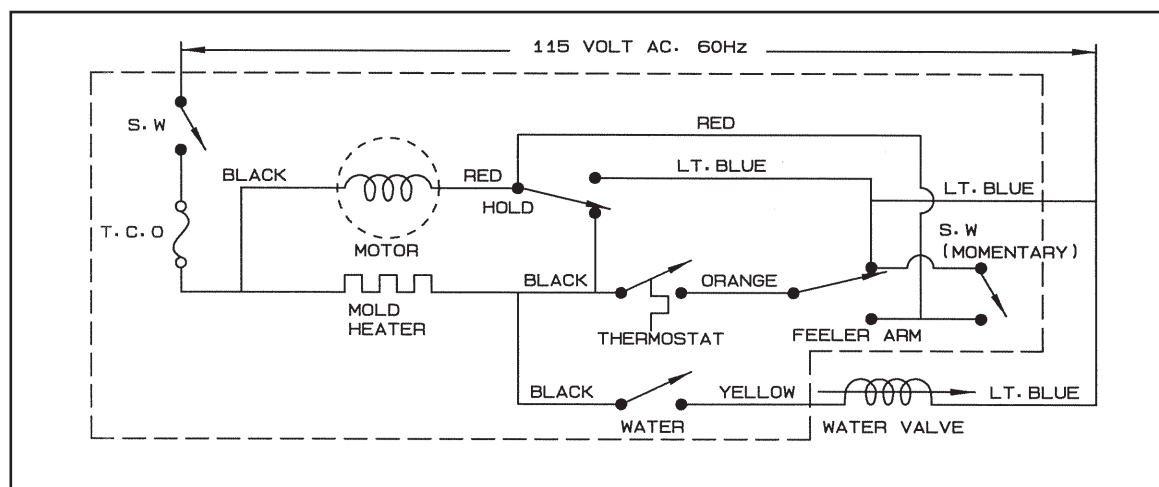 115 VOLT AC. 60Hz
S.W
RED
BLACK
RED
LT.BLUE
LT.BLUE
HOLD
T.C.O
MOTOR
S.W
(MOMENTARY)
BLACK
ORANGE
MOLD
HEATER
THERMOSTAT
FEELER ARM
BLACK
YELLOW
LT.BLUE
WATER
WATER VALVE